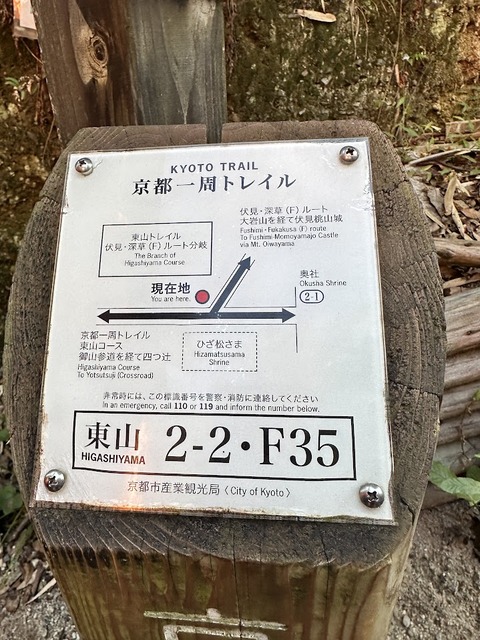 KYOTO TRAIL
京都一周トレイル
伏見・深草（F）ルート
大岩山を経て伏見桃山城
Fushimi・Fukakusa (F) route
To Fushimi-Momoyamajo Castle
via Mt. Oiwayama
東山トレイル
伏見・深草（F）ルート分岐
The Branch of
Higashiyama Course
現在地
You are here.
奥社
Okusha Shrine
2-1
京都一周トレイル
東山コース
御山参道を経て四つ辻
Higashiyama Course
To Yotsutsuji (Crossroad)
ひざ松さま
Hizamatsusama
Shrine
非常時には、この標識番号を警察・消防に連絡してください
In an emergency, call 110 or 119 and inform the number below.
東山 2-2・F35
HIGASHIYAMA
京都市産業観光局〈City of Kyoto〉